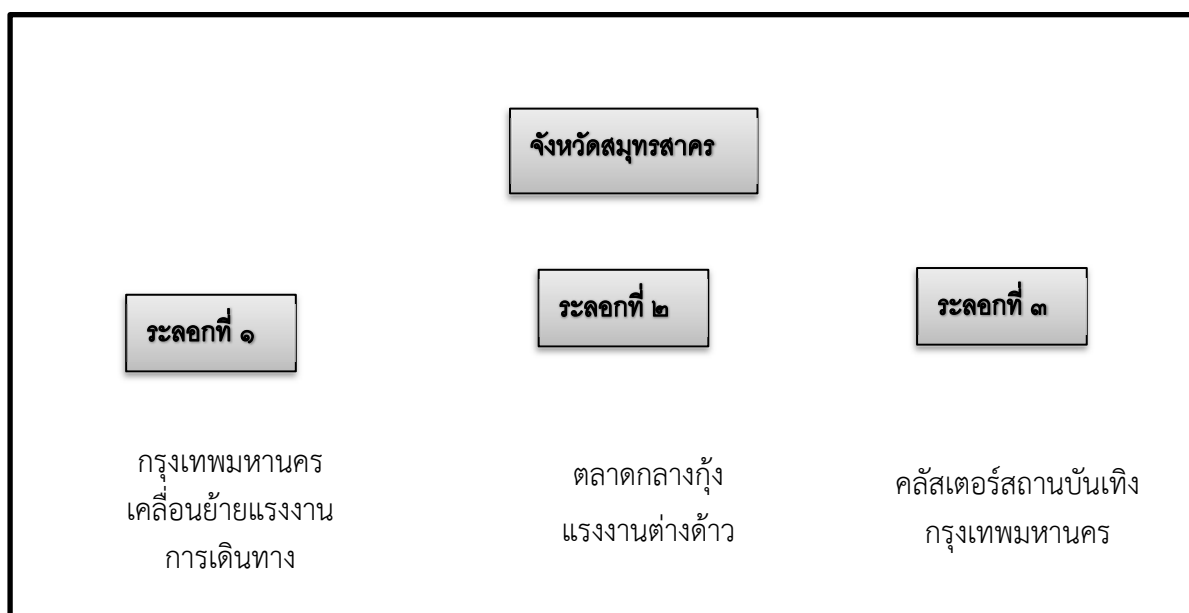 จังหวัดสมุทรสาคร
ระลอกที่ ๑
ระลอกที่ ๒
ระลอกที่ ๓
กรุงเทพมหานคร
เคลื่อนย้ายแรงงาน
การเดินทาง
ตลาดกลางกุ้ง
แรงงานต่างด้าว
คลัสเตอร์สถานบันเทิง
กรุงเทพมหานคร